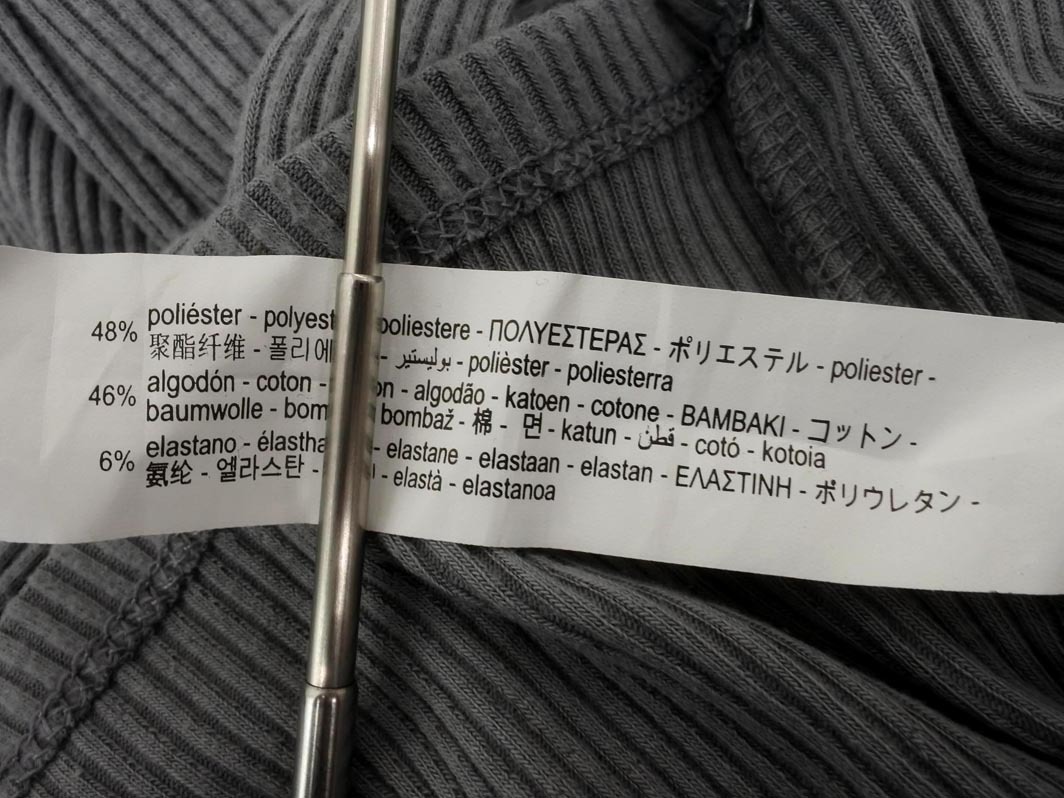 48% poliéster - polyest poliestere - ΠΟΛΥΕΣΤΕΡΑΣ - ポリエステル - poliester -
聚酯纤维 - 폴리에 - بوليستير - polièster - poliesterra
46% algodón - coton - on - algodão - katoen - cotone - BAMBAKI - コットン -
baumwolle - bom bombaž - 棉 - 면 - katun - قطن - cotó - kotoia
6% elastano - élastha - elastane - elastaan - elastan - ΕΛΑΣΤΙΝΗ - ポリウレタン -
氨纶 - 엘라스탄 - - elastà - elastanoa